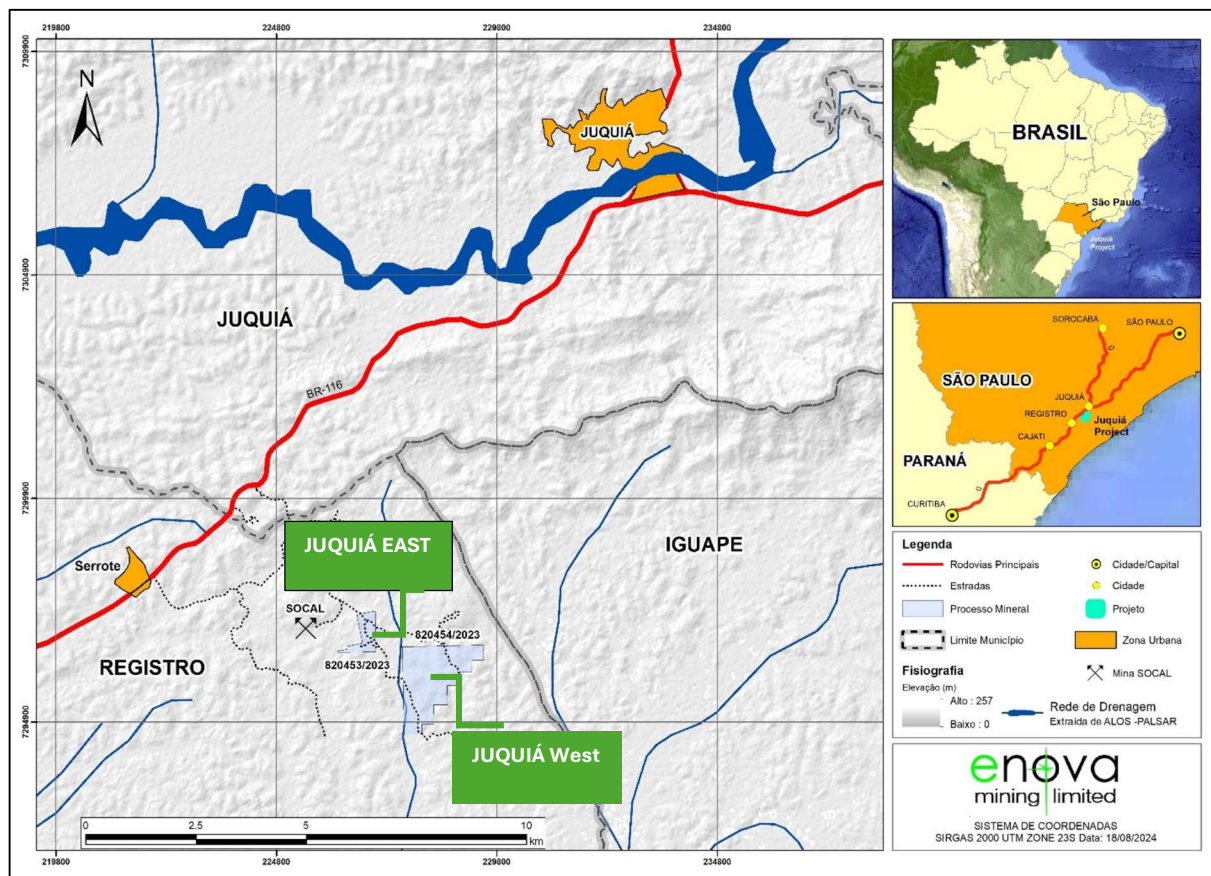 219800
224800
229800
234800
7309900
N
JUQUIÁ
7304900
JUQUIÁ
BR-116
7299900
JUQUIÁ EAST
IGUAPE
Serrote
SOCAL
820454/2023
820453/2023
REGISTRO
7294900
JUQUIÁ West
0
2.5
5
10
km
219800
224800
229800
234800
BRASIL
São Paulo
Juquiá
Project
SOROCABA
SÃO PAULO
SÃO PAULO
JUQUIÁ
REGISTRO
Juquiá
Project
CAJATI
PARANÁ
CURITIBA
Legenda
Rodovias Principais
Cidade/Capital
Estradas
Cidade
Processo Mineral
Projeto
Limite Município
Zona Urbana
Fisiografia
Mina SOCAL
Elevação (m)
Alto : 257
Baixo : 0
Rede de Drenagem
Extraída de ALOS -PALSAR
enova
mining limited
SISTEMA DE COORDENADAS
SIRGAS 2000 UTM ZONE 23S Data: 18/08/2024